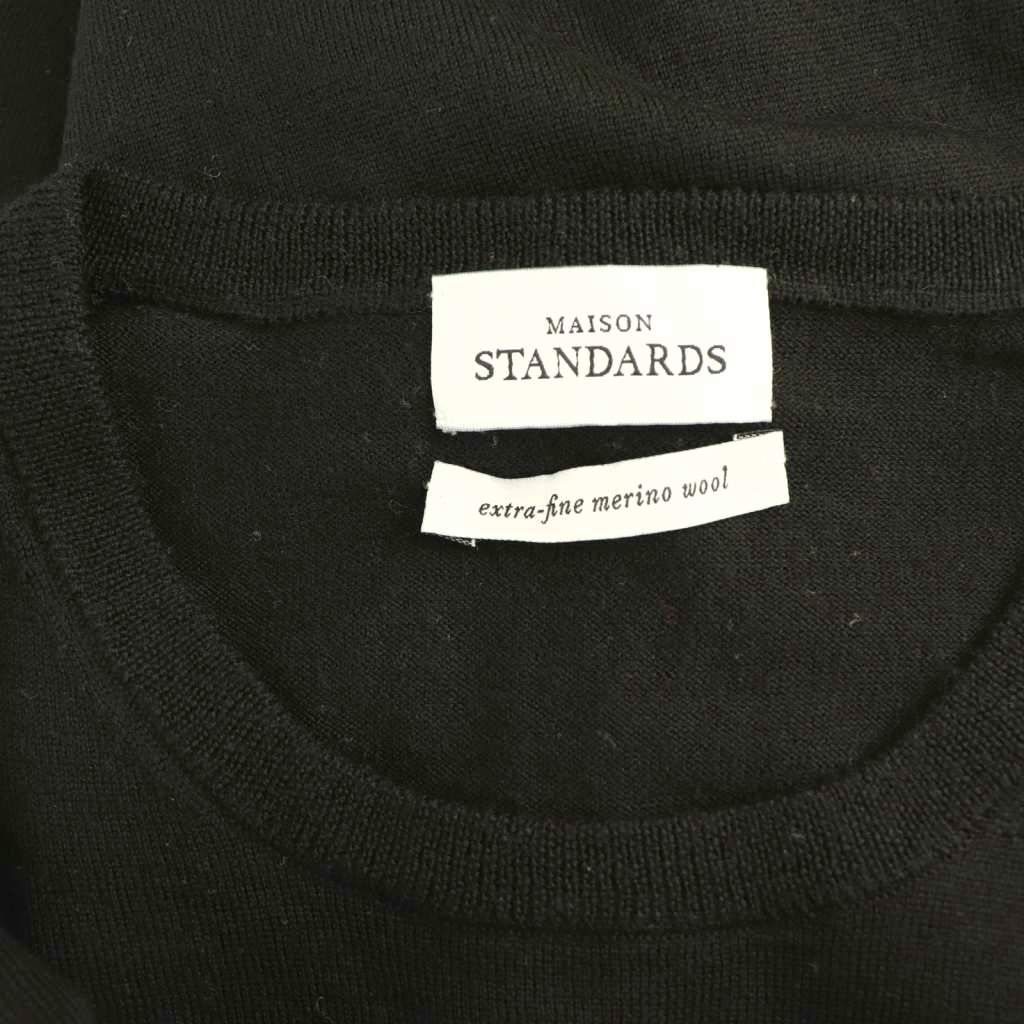 MAISON
STANDARDS
extra-fine merino wool